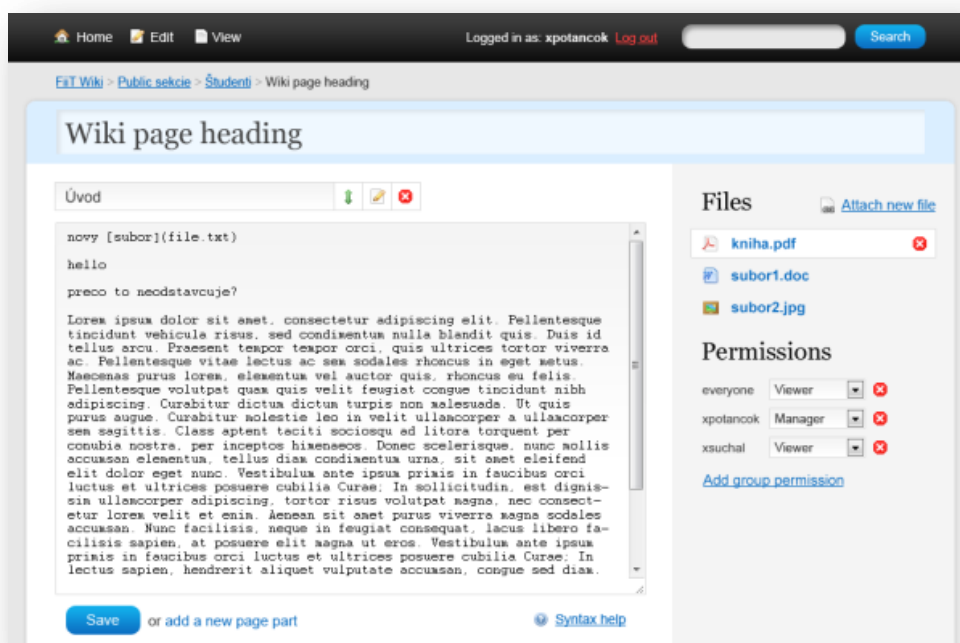 Home Edit View Logged in as: xpotancok Log out Search
FiiT Wiki > Public sekcie > Študenti > Wiki page heading
Wiki page heading
Úvod
novy [subor](file.txt)
hello
preco to neodstavcuje?
Lorem ipsum dolor sit amet, consectetur adipiscing elit. Pellentesque
tincidunt vehicula risus, sed condimentum nulla blandit quis. Duis id
tellus arcu. Praesent tempor tempor orci, quis ultrices tortor viverra
ac. Pellentesque vitae lectus ac sem sodales rhoncus in eget metus.
Maecenas purus lorem, elementum vel auctor quis, rhoncus eu felis.
Pellentesque volutpat quam quis velit feugiat congue tincidunt nibh
adipiscing. Curabitur dictum dictum turpis non malesuada. Ut quis
purus augue. Curabitur molestie leo in velit ullamcorper a ullamcorper
sem sagittis. Class aptent taciti sociosqu ad litora torquent per
conubia nostra, per inceptos himenaeos. Donec scelerisque, nunc mollis
accumsan elementum, tellus diam condimentum urna, sit amet eleifend
elit dolor eget nunc. Vestibulum ante ipsum primis in faucibus orci
luctus et ultrices posuere cubilia Curae; In sollicitudin, est dignis-
sim ullamcorper adipiscing, tortor risus volutpat magna, nec consect-
etur lorem velit et enim. Aenean sit amet purus viverra magna sodales
accumsan. Nunc facilisis, neque in feugiat consequat, lacus libero fa-
cilisis sapien, at posuere elit magna ut eros. Vestibulum ante ipsum
primis in faucibus orci luctus et ultrices posuere cubilia Curae; In
lectus sapien, hendrerit aliquet vulputate accumsan, congue sed diam.
Save or add a new page part Syntax help
Files Attach new file
kniha.pdf
subor1.doc
subor2.jpg
Permissions
everyone Viewer
xpotancok Manager
xsuchal Viewer
Add group permission